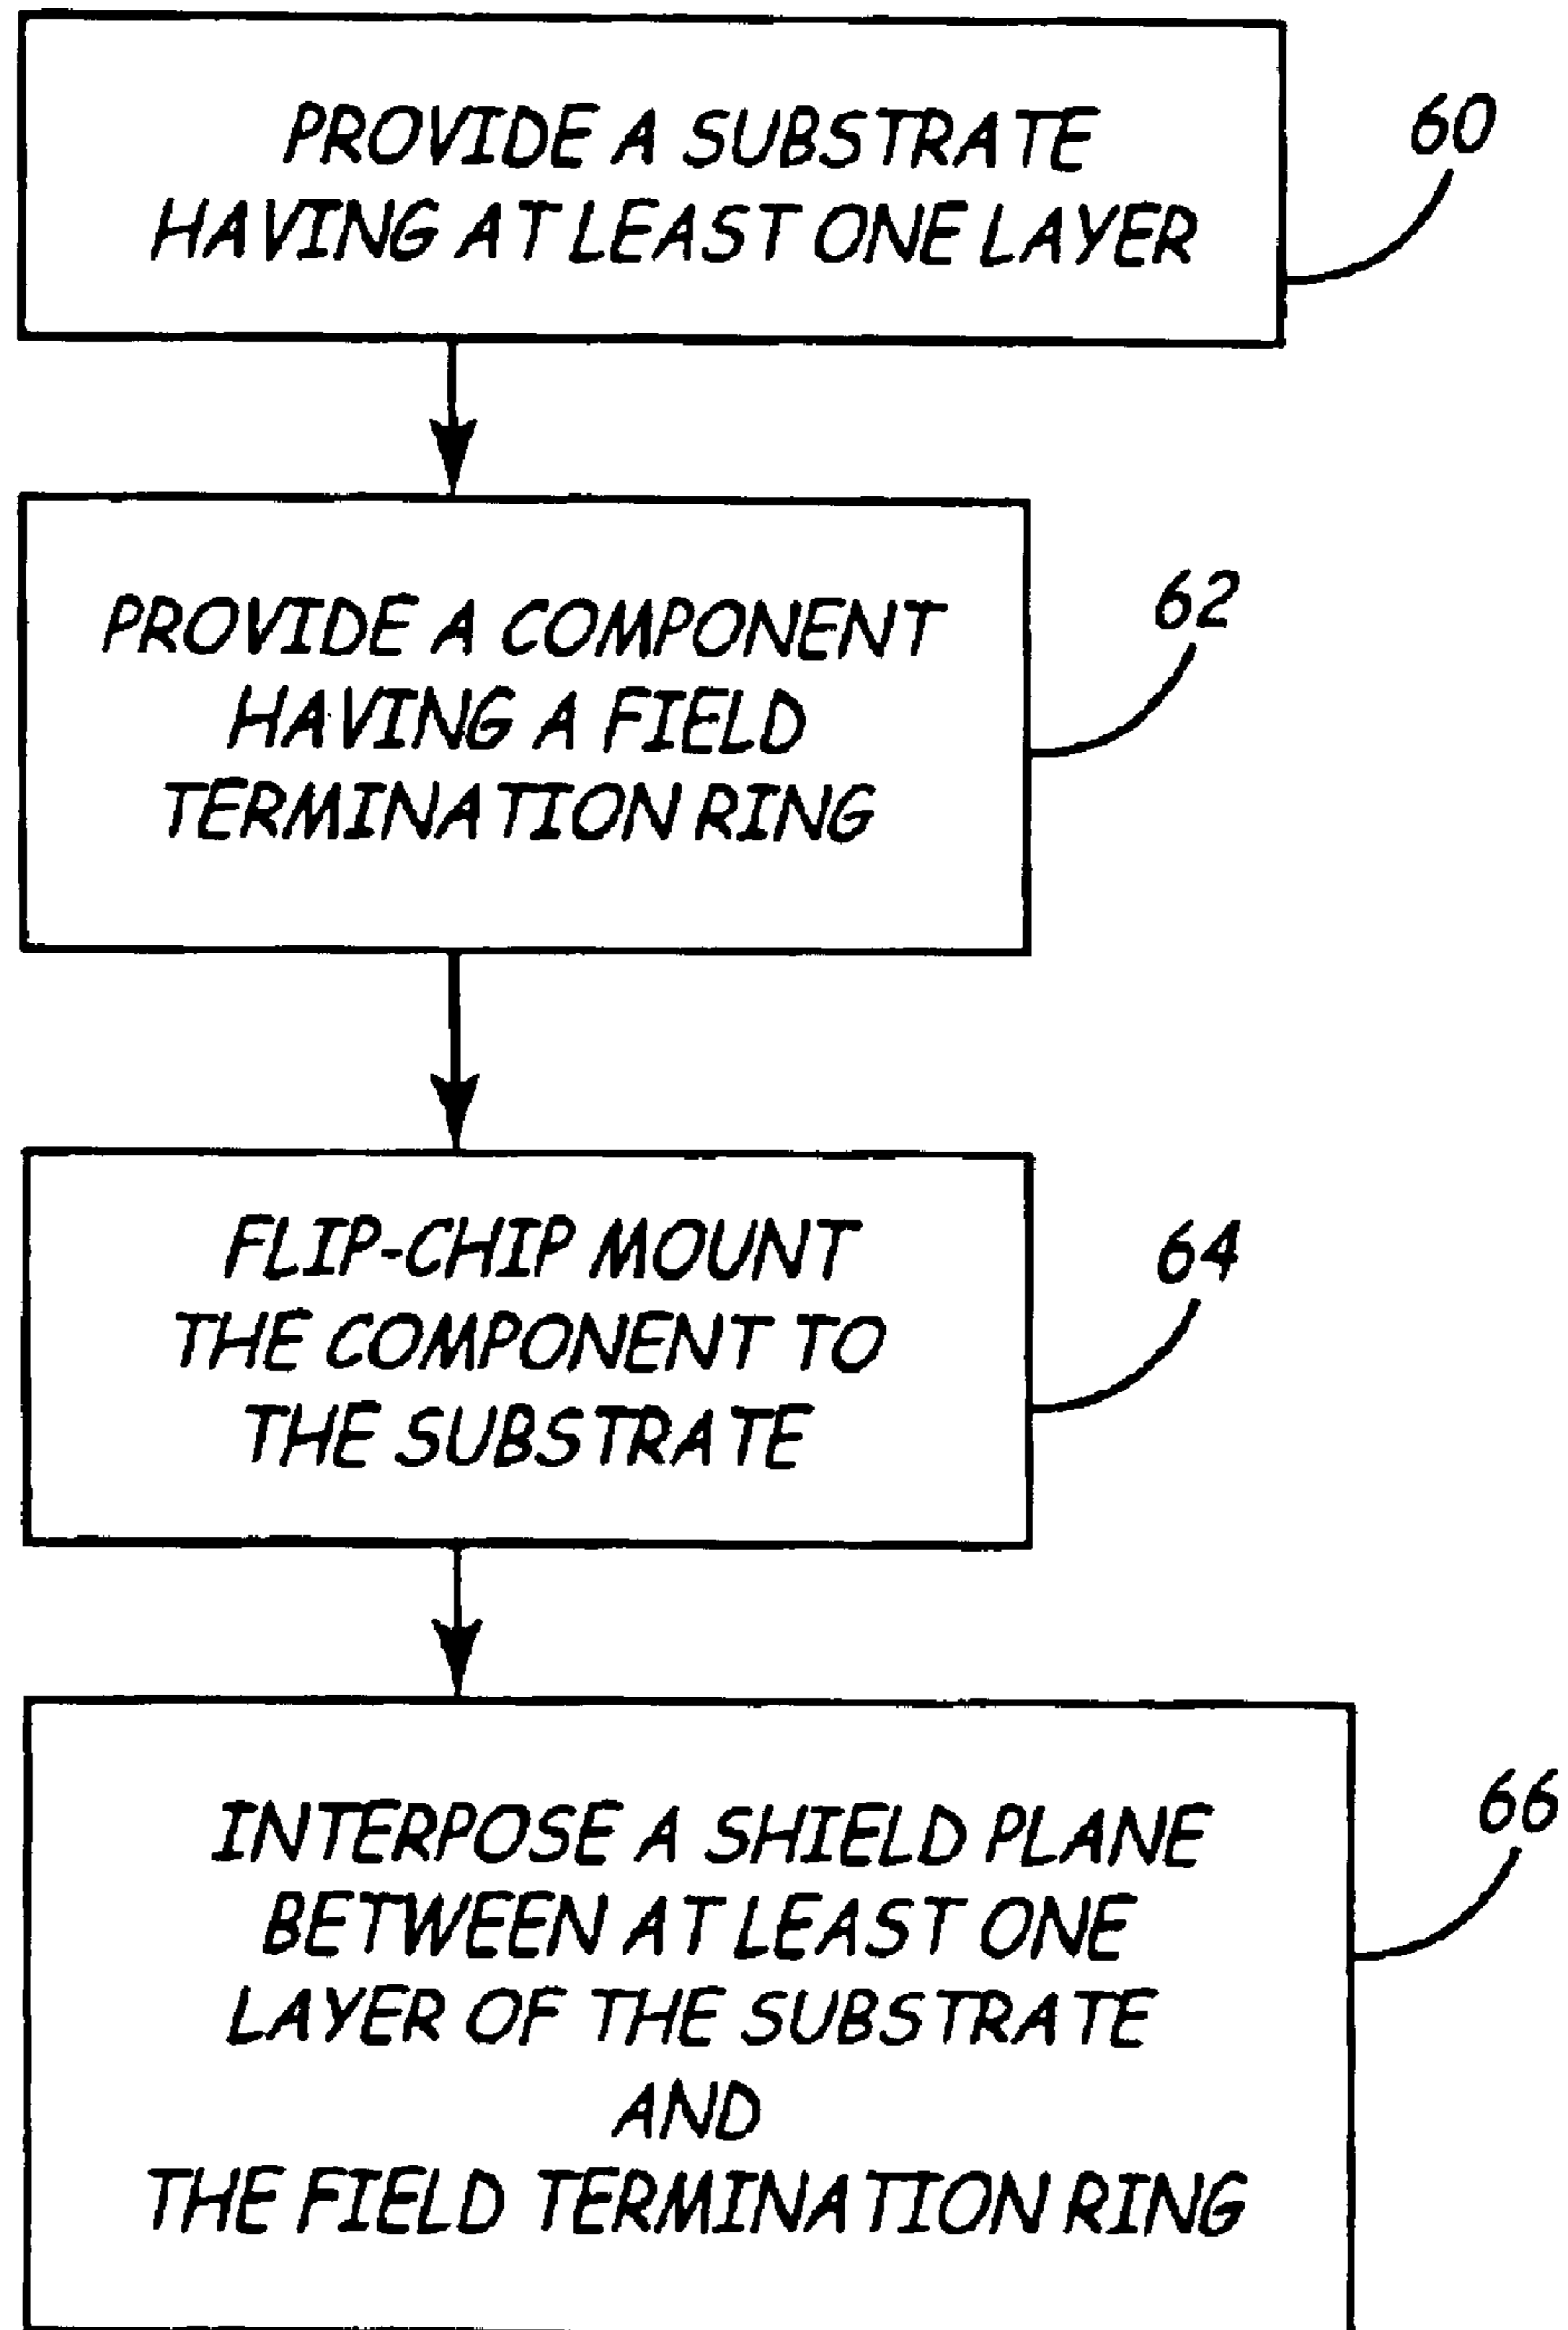 PROVIDE A SUBSTRATE
HAVING AT LEAST ONE LAYER
60
PROVIDE A COMPONENT
HAVING A FIELD
TERMINATION RING
62
FLIP-CHIP MOUNT
THE COMPONENT TO
THE SUBSTRATE
64
INTERPOSE A SHIELD PLANE
BETWEEN AT LEAST ONE
LAYER OF THE SUBSTRATE
AND
THE FIELD TERMINATION RING
66